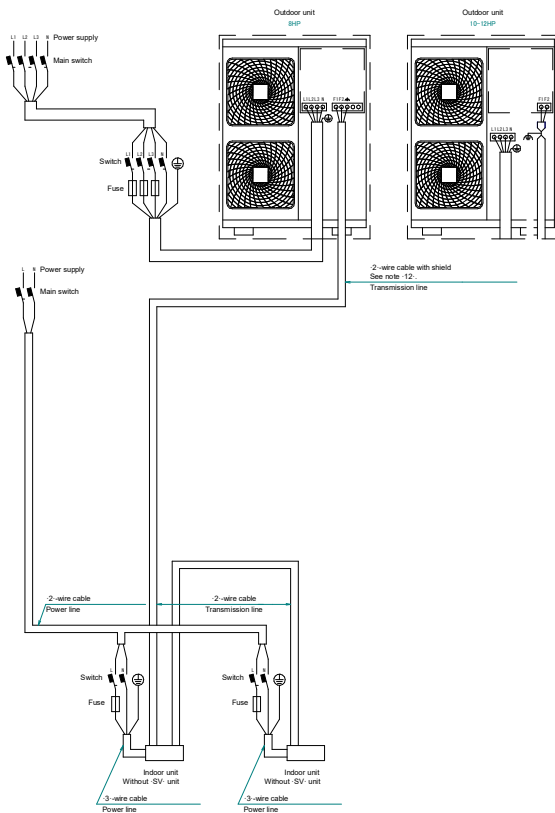 Outdoor unit
8HP
Outdoor unit
10-12HP
L1 L2 L3 N
Power supply
Main switch
L1 L2 L3 N
Switch
Fuse
L1 L2 L3 N
F1 F2
L1 L2 L3 N
F1 F2
-2-wire cable with shield
See note -12-.
Transmission line
L N
Power supply
Main switch
-2-wire cable
Power line
-2-wire cable
Transmission line
L N
Switch
Fuse
L N
Switch
Fuse
Indoor unit
Without -SV- unit
Indoor unit
Without -SV- unit
-3-wire cable
Power line
-3-wire cable
Power line